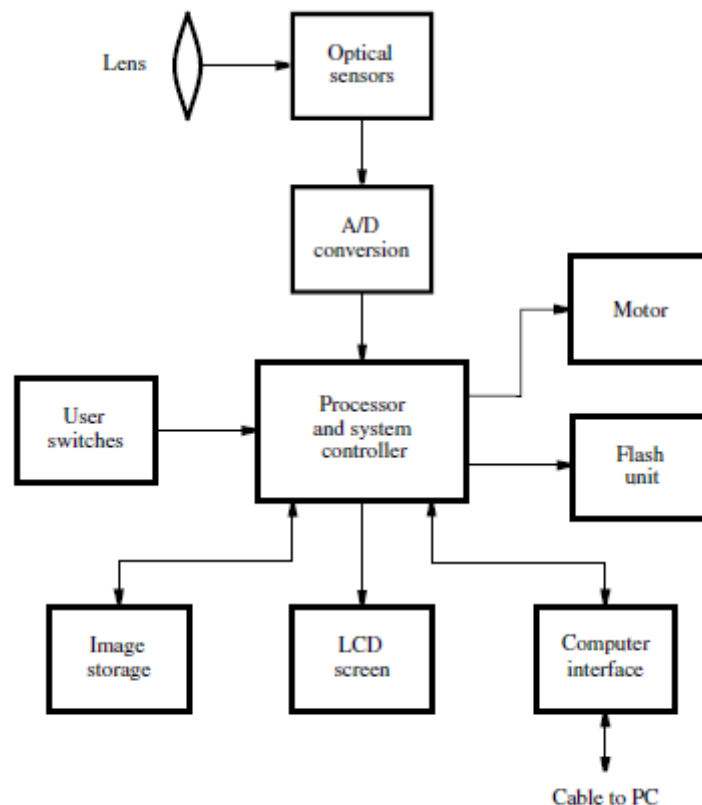 Lens
Optical
sensors
A/D
conversion
Motor
User
switches
Processor
and system
controller
Flash
unit
Image
storage
LCD
screen
Computer
interface
Cable to PC